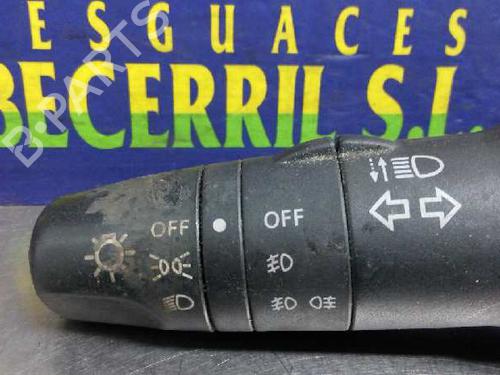 ESGUACES
BECERRIL S.L.
B-PARTS
OFF
OFF